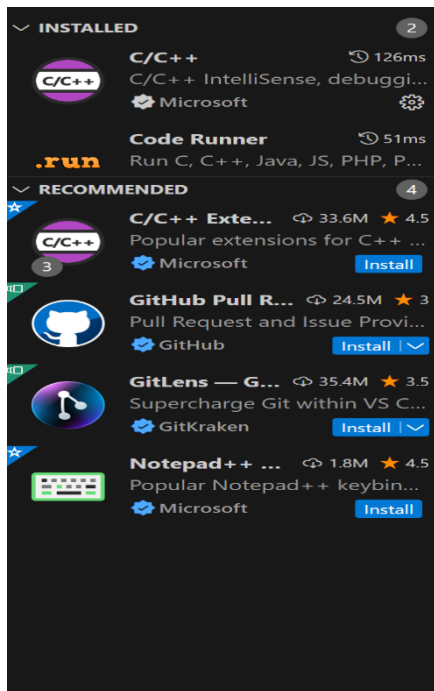 INSTALLED 2
C/C++ 126ms
C/C++
C/C++ IntelliSense, debuggi...
Microsoft
Code Runner 51ms
.run
Run C, C++, Java, JS, PHP, P...
RECOMMENDED 4
C/C++ Exte... 33.6M ★ 4.5
C/C++
Popular extensions for C++ ...
3
Microsoft Install
GitHub Pull R... 24.5M ★ 3
Pull Request and Issue Provi...
GitHub Install
GitLens — G... 35.4M ★ 3.5
Supercharge Git within VS C...
GitKraken Install
Notepad++ ... 1.8M ★ 4.5
Popular Notepad++ keybin...
Microsoft Install